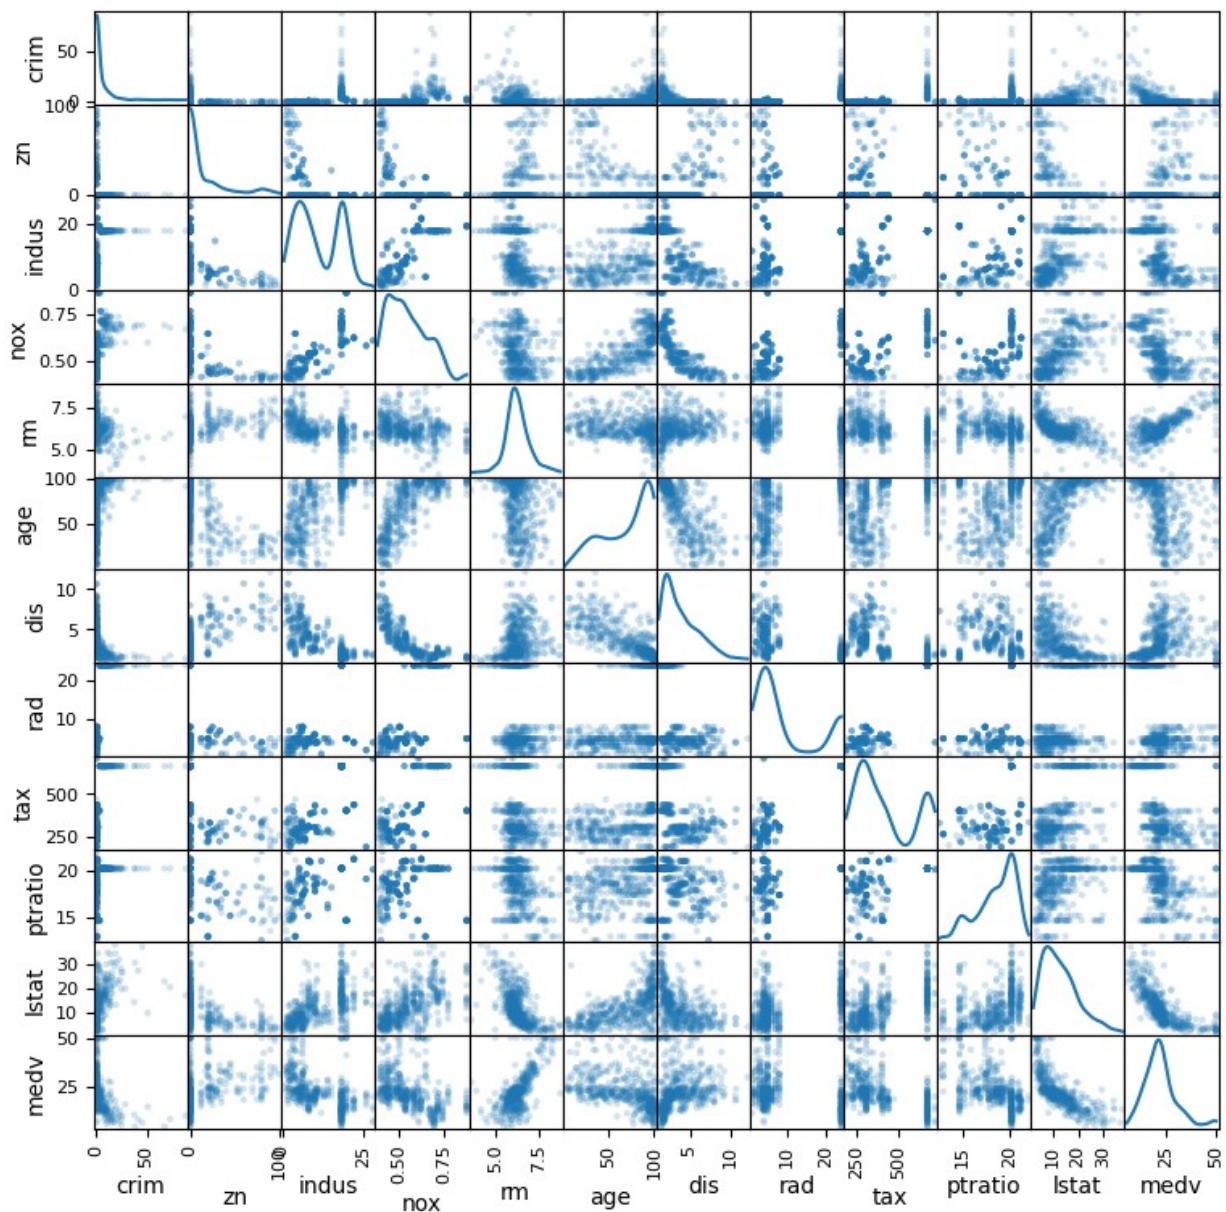 crim
50
0
zn
100
0
indus
20
0
nox
0.75
0.50
rm
7.5
5.0
age
100
50
dis
10
5
rad
20
10
tax
500
250
ptratio
20
15
lstat
30
20
10
medv
50
25
0 50 0 100 0 25 0.50 0.75 5.0 7.5 50 100 5 10 10 20 250 500 15 20 10 20 30 25 50
crim zn indus nox rm age dis rad tax ptratio lstat medv